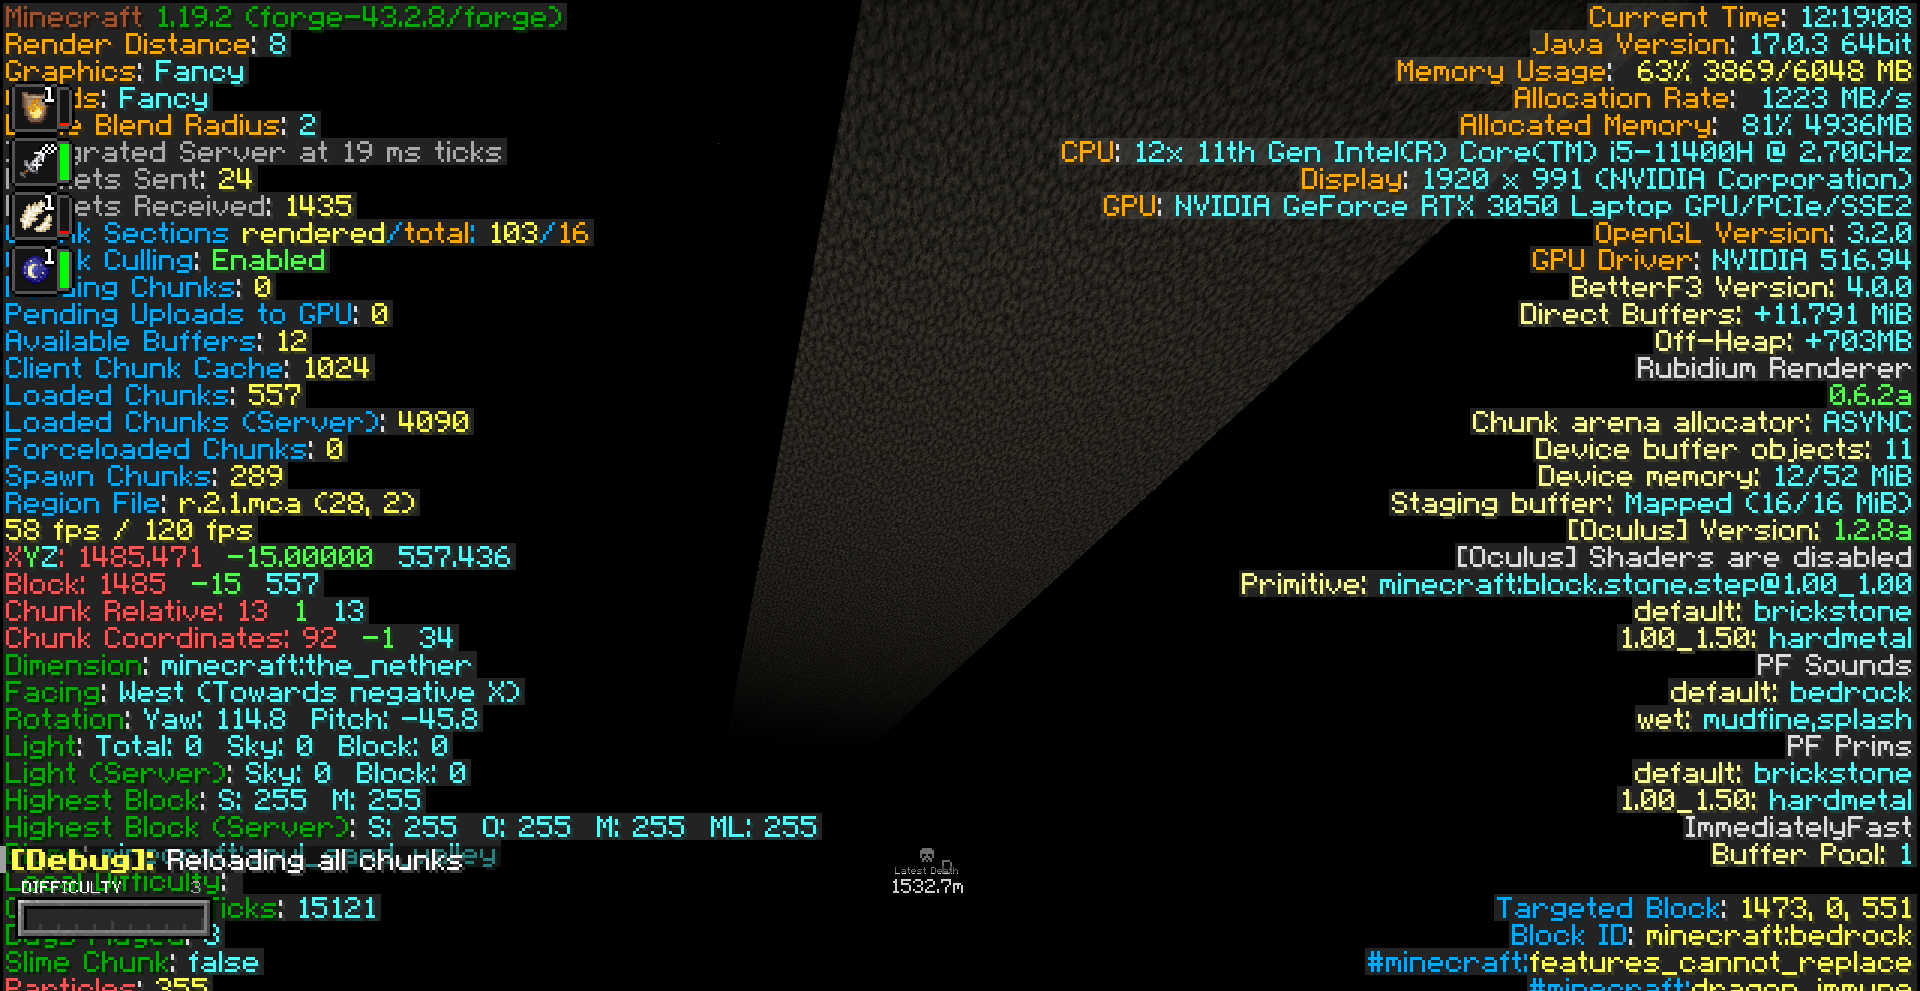 Minecraft 1.19.2 (forge-43.2.8/forge)
Render Distance: 8
Graphics: Fancy
Fancy
Blend Radius: 2
grated Server at 19 ms ticks
ets Sent: 24
ets Received: 1435
k Sections rendered/total: 103/16
k Culling: Enabled
ing Chunks: 0
Pending Uploads to GPU: 0
Available Buffers: 12
Client Chunk Cache: 1024
Loaded Chunks: 557
Loaded Chunks (Server): 4090
Forceloaded Chunks: 0
Spawn Chunks: 289
Region File: r.2.1.mca (28, 2)
58 fps / 120 fps
XYZ: 1485.471 -15.00000 557.436
Block: 1485 -15 557
Chunk Relative: 13 1 13
Chunk Coordinates: 92 -1 34
Dimension: minecraft:the_nether
Facing: West (Towards negative X)
Rotation: Yaw: 114.8 Pitch: -45.8
Light: Total: 0 Sky: 0 Block: 0
Light (Server): Sky: 0 Block: 0
Highest Block: S: 255 M: 255
Highest Block (Server): S: 255 O: 255 M: 255 ML: 255
[Debug]: Reloading all chunks
Local Difficulty:
DIFFICULTY 3
icks: 15121
Days Played: 3
Slime Chunk: false
Particles: 355
1
1
1
Latest Death
1532.7m
Current Time: 12:19:08
Java Version: 17.0.3 64bit
Memory Usage: 63% 3869/6048 MB
Allocation Rate: 1223 MB/s
Allocated Memory: 81% 4936MB
CPU: 12x 11th Gen Intel(R) Core(TM) i5-11400H @ 2.70GHz
Display: 1920 x 991 (NVIDIA Corporation)
GPU: NVIDIA GeForce RTX 3050 Laptop GPU/PCIe/SSE2
OpenGL Version: 3.2.0
GPU Driver: NVIDIA 516.94
BetterF3 Version: 4.0.0
Direct Buffers: +11.791 MiB
Off-Heap: +703MB
Rubidium Renderer
0.6.2a
Chunk arena allocator: ASYNC
Device buffer objects: 11
Device memory: 12/52 MiB
Staging buffer: Mapped (16/16 MiB)
[Oculus] Version: 1.2.8a
[Oculus] Shaders are disabled
Primitive: minecraft:block.stone.step@1.00_1.00
default: brickstone
1.00_1.50: hardmetal
PF Sounds
default: bedrock
wet: mudfine,splash
PF Prims
default: brickstone
1.00_1.50: hardmetal
ImmediatelyFast
Buffer Pool: 1
Targeted Block: 1473, 0, 551
Block ID: minecraft:bedrock
#minecraft:features_cannot_replace
#minecraft:dragon_immune